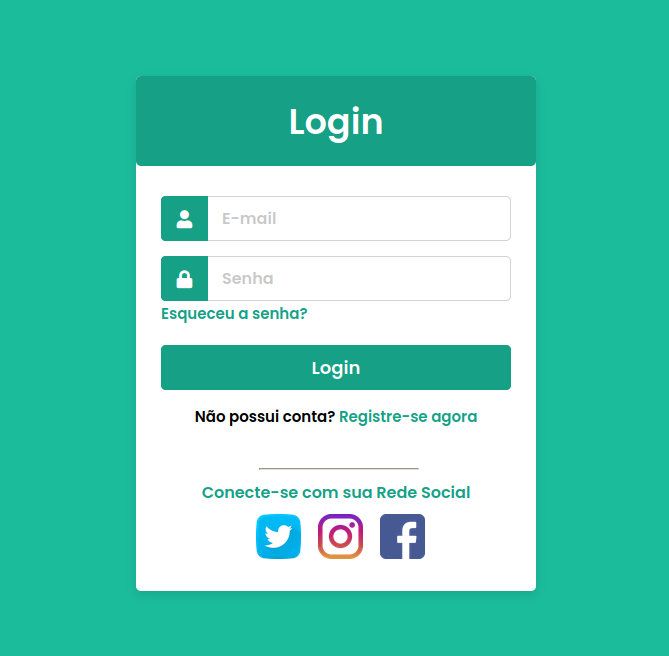 Login
E-mail
Senha
Esqueceu a senha?
Login
Não possui conta? Registre-se agora
Conecte-se com sua Rede Social